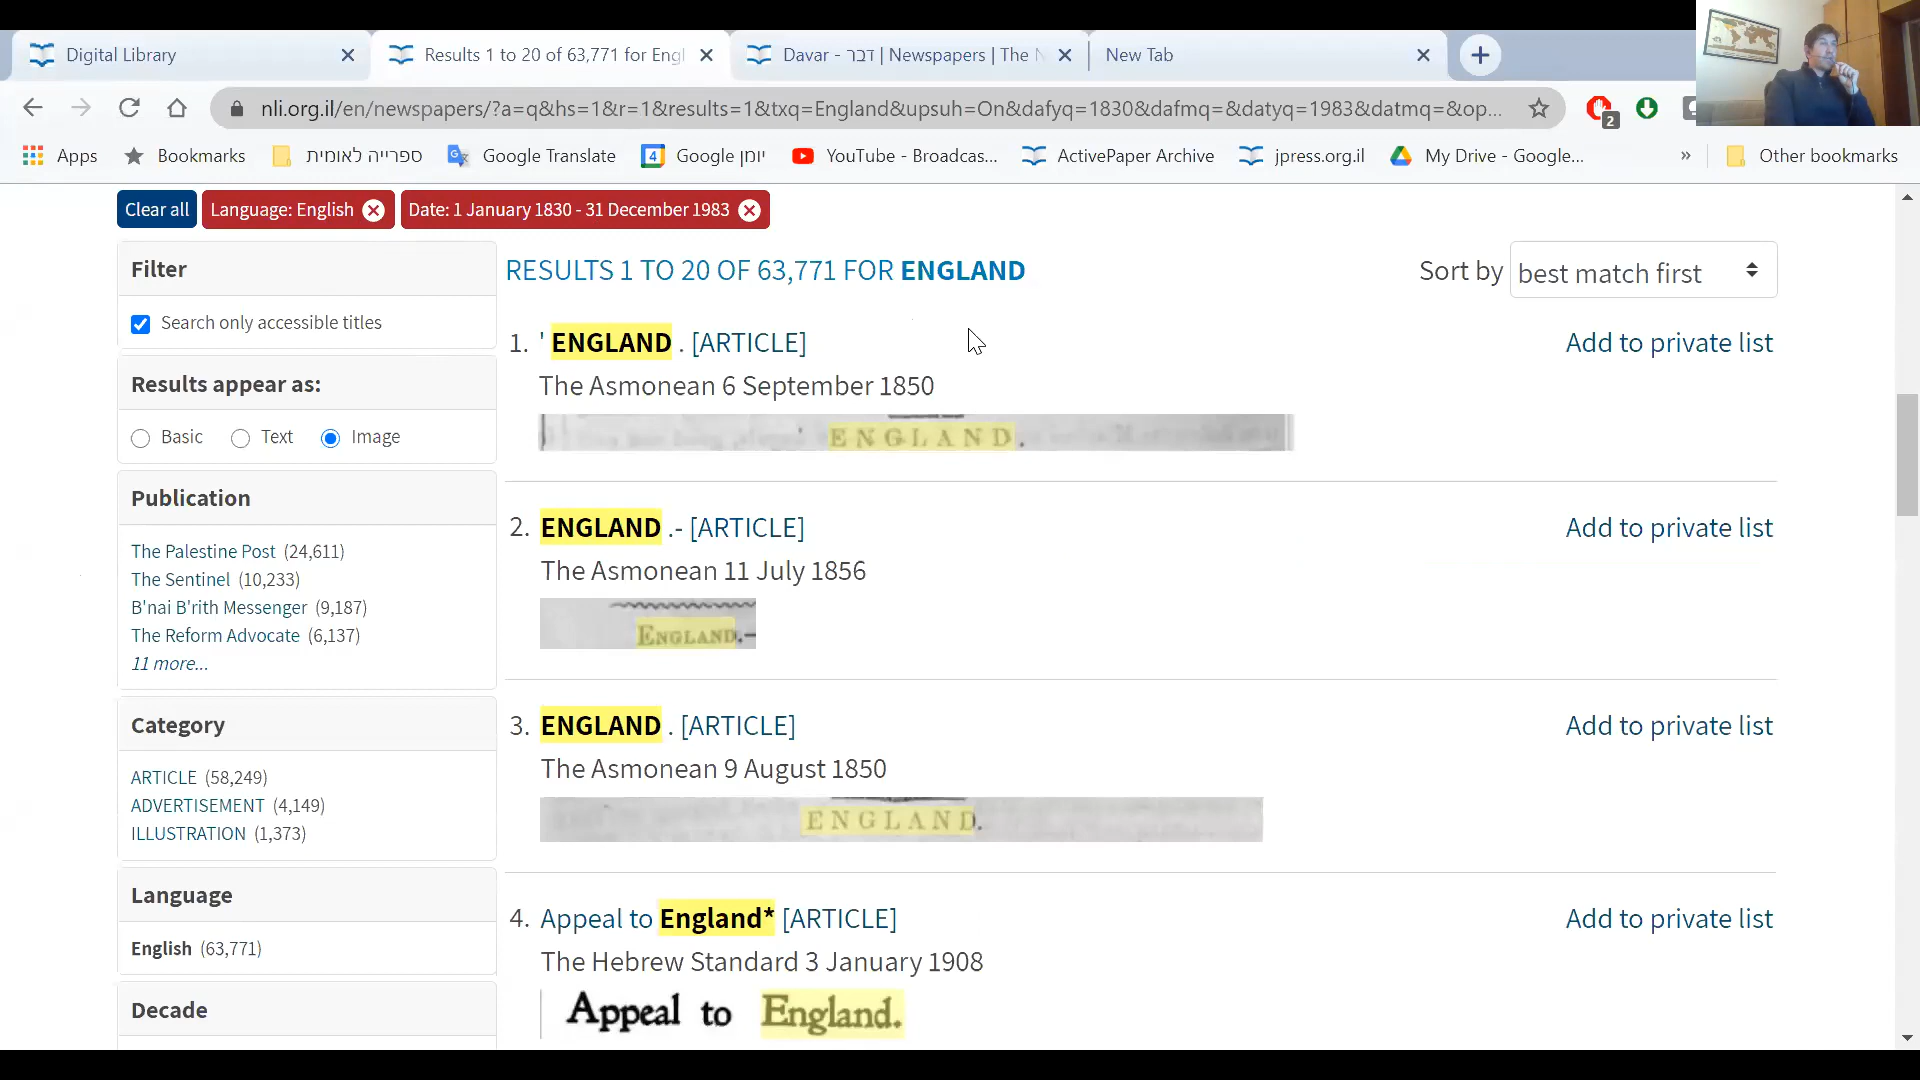 Digital Library
Results 1 to 20 of 63,771 for Engl
Davar - דבר | Newspapers | The N
New Tab
nli.org.il/en/newspapers/?a=q&hs=1&r=1&results=1&txq=England&upsuh=On&dafyq=1830&dafmq=&datyq=1983&datmq=&op...
2
Apps
Bookmarks
ספרייה לאומית
Google Translate
4
יומן Google
YouTube - Broadcas...
ActivePaper Archive
jpress.org.il
My Drive - Google...
»
Other bookmarks
Clear all
Language: English
Date: 1 January 1830 - 31 December 1983
Filter
Search only accessible titles
Results appear as:
Basic
Text
Image
Publication
The Palestine Post (24,611)
The Sentinel (10,233)
B'nai B'rith Messenger (9,187)
The Reform Advocate (6,137)
11 more...
Category
ARTICLE (58,249)
ADVERTISEMENT (4,149)
ILLUSTRATION (1,373)
Language
English (63,771)
Decade
RESULTS 1 TO 20 OF 63,771 FOR ENGLAND
Sort by
best match first
1. ' ENGLAND . [ARTICLE]
Add to private list
The Asmonean 6 September 1850
ENGLAND.
2. ENGLAND .- [ARTICLE]
Add to private list
The Asmonean 11 July 1856
ENGLAND.–
3. ENGLAND . [ARTICLE]
Add to private list
The Asmonean 9 August 1850
ENGLAND.
4. Appeal to England* [ARTICLE]
Add to private list
The Hebrew Standard 3 January 1908
Appeal to England.